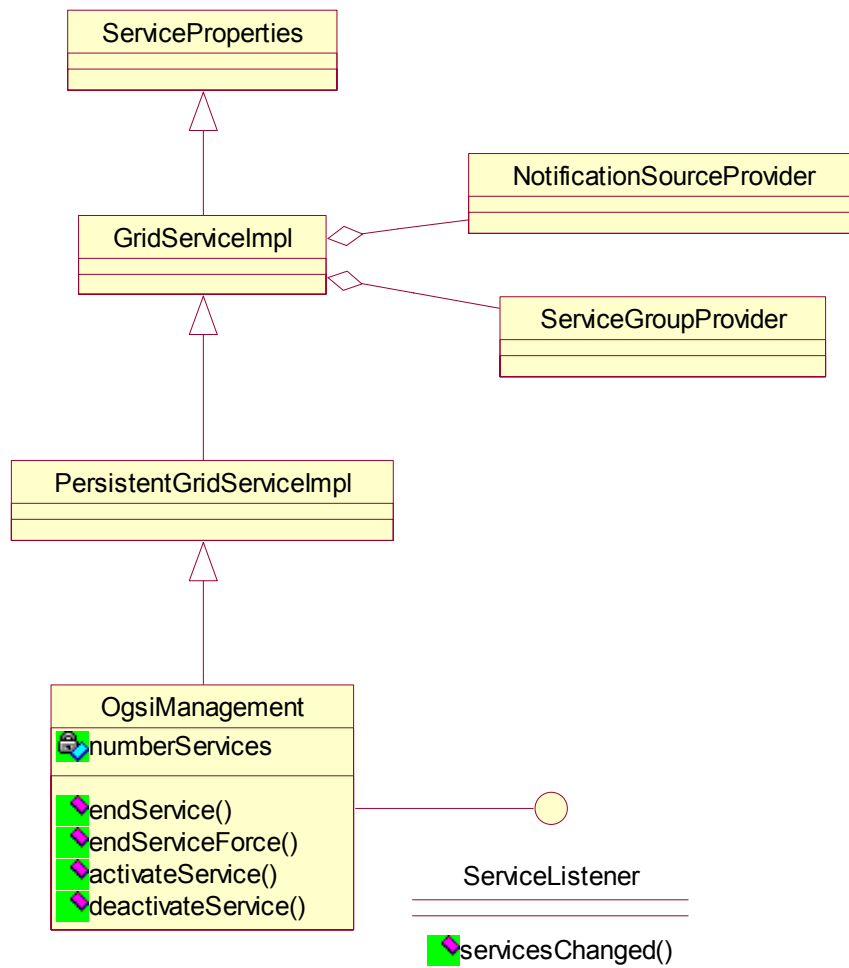 ServiceProperties
NotificationSourceProvider
GridServiceImpl
ServiceGroupProvider
PersistentGridServiceImpl
OgsiManagement
numberServices
endService()
endServiceForce()
activateService()
deactivateService()
ServiceListener
servicesChanged()